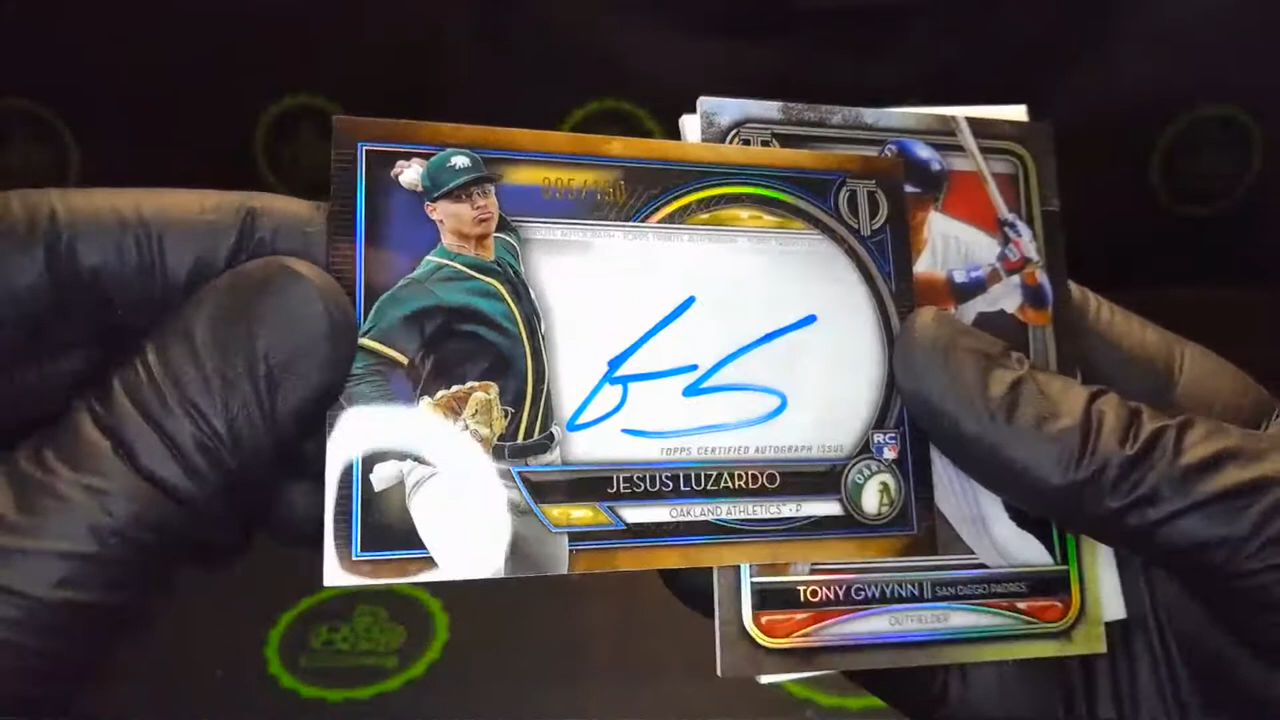 TOPPS CERTIFIED AUTOGRAPH ISSUE
RC
JESUS LUZARDO
OAKLAND ATHLETICS • P
TONY GWYNN || SAN DIEGO PADRES
OUTFIELDER